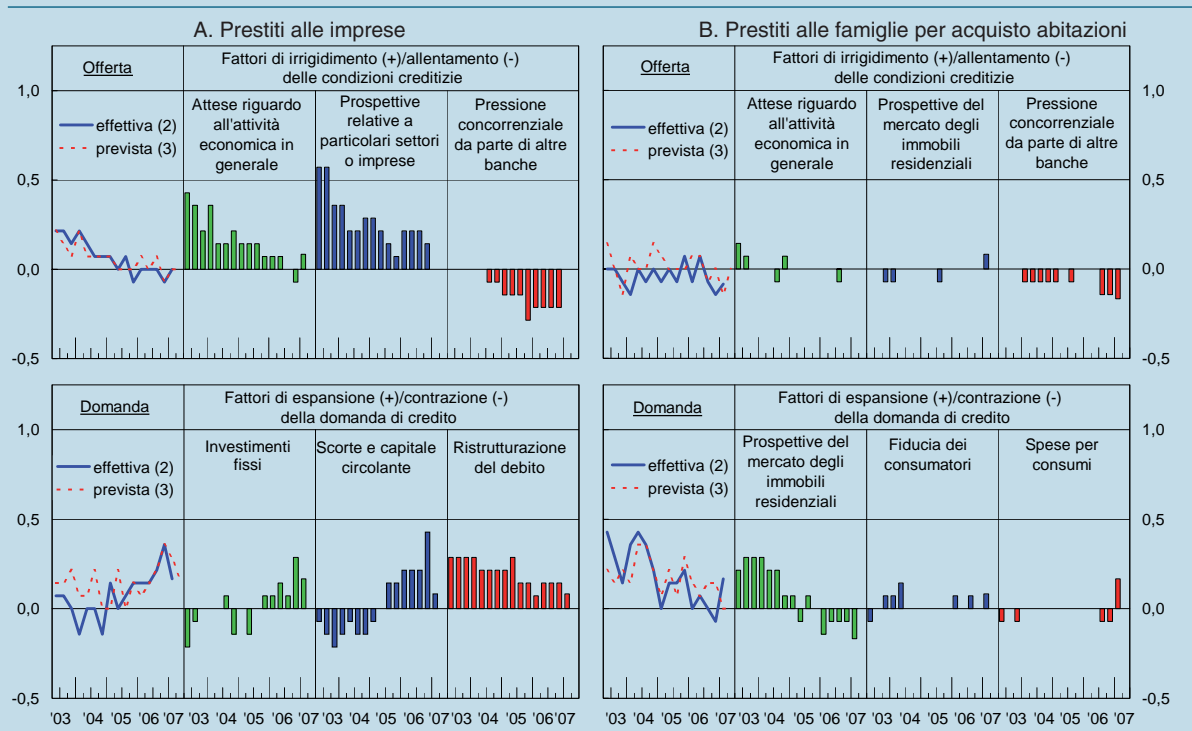 A. Prestiti alle imprese
Offerta
Fattori di irrigidimento (+)/allentamento (-)
delle condizioni creditizie
1,0
0,5
0,0
-0,5
effettiva (2)
prevista (3)
Attese riguardo
all'attività
economica in
generale
Prospettive
relative a
particolari settori
o imprese
Pressione
concorrenziale
da parte di altre
banche
B. Prestiti alle famiglie per acquisto abitazioni
Offerta
Fattori di irrigidimento (+)/allentamento (-)
delle condizioni creditizie
effettiva (2)
prevista (3)
Attese riguardo
all'attività
economica in
generale
Prospettive del
mercato degli
immobili
residenziali
Pressione
concorrenziale
da parte di altre
banche
1,0
0,5
0,0
-0,5
Domanda
Fattori di espansione (+)/contrazione (-)
della domanda di credito
1,0
0,5
0,0
-0,5
effettiva (2)
prevista (3)
Investimenti
fissi
Scorte e capitale
circolante
Ristrutturazione
del debito
'03 '04 '05 '06 '07 '03 '04 '05 '06 '07 '03 '04 '05 '06 '07 '03 '04 '05 '06 '07
Domanda
Fattori di espansione (+)/contrazione (-)
della domanda di credito
effettiva (2)
prevista (3)
Prospettive del
mercato degli
immobili
residenziali
Fiducia dei
consumatori
Spese per
consumi
1,0
0,5
0,0
-0,5
'03 '04 '05 '06 '07 '03 '04 '05 '06 '07 '03 '04 '05 '06 '07 '03 '04 '05 '06 '07